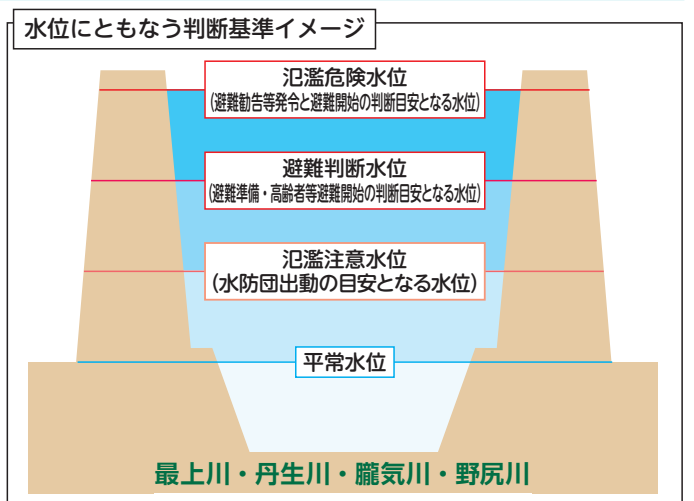 水位にともなう判断基準イメージ
氾濫危険水位
(避難勧告等発令と避難開始の判断目安となる水位)
避難判断水位
(避難準備・高齢者等避難開始の判断目安となる水位)
氾濫注意水位
(水防団出動の目安となる水位)
平常水位
最上川・丹生川・朧気川・野尻川